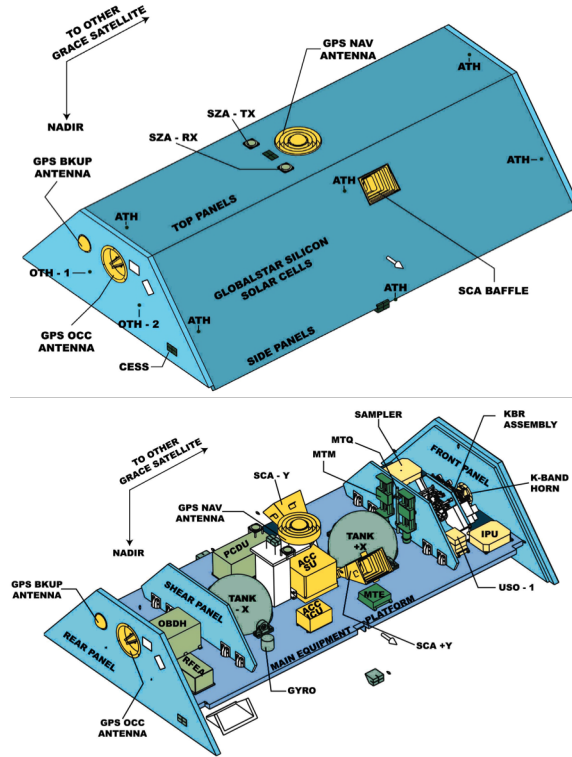 TO OTHER
GRACE SATELLITE
NADIR
GPS NAV
ANTENNA
SZA - TX
SZA - RX
GPS BKUP
ANTENNA
ATH
ATH
ATH
ATH
TOP PANELS
OTH - 1
GLOBALSTAR SILICON
SOLAR CELLS
SCA BAFFLE
OTH - 2
ATH
ATH
GPS OCC
ANTENNA
SIDE PANELS
CESS
SAMPLER
KBR
ASSEMBLY
MTQ
MTM
FRONT PANEL
K-BAND
HORN
TO OTHER
GRACE SATELLITE
SCA -Y
GPS NAV
ANTENNA
NADIR
PCDU
TANK
+X
ACC
SU
IPU
GPS BKUP
ANTENNA
SHEAR PANEL
USO - 1
TANK
- X
MTE
OBDH
ACC
ICU
PLATFORM
REAR PANEL
RFEA
MAIN EQUIPMENT
SCA +Y
GYRO
GPS OCC
ANTENNA